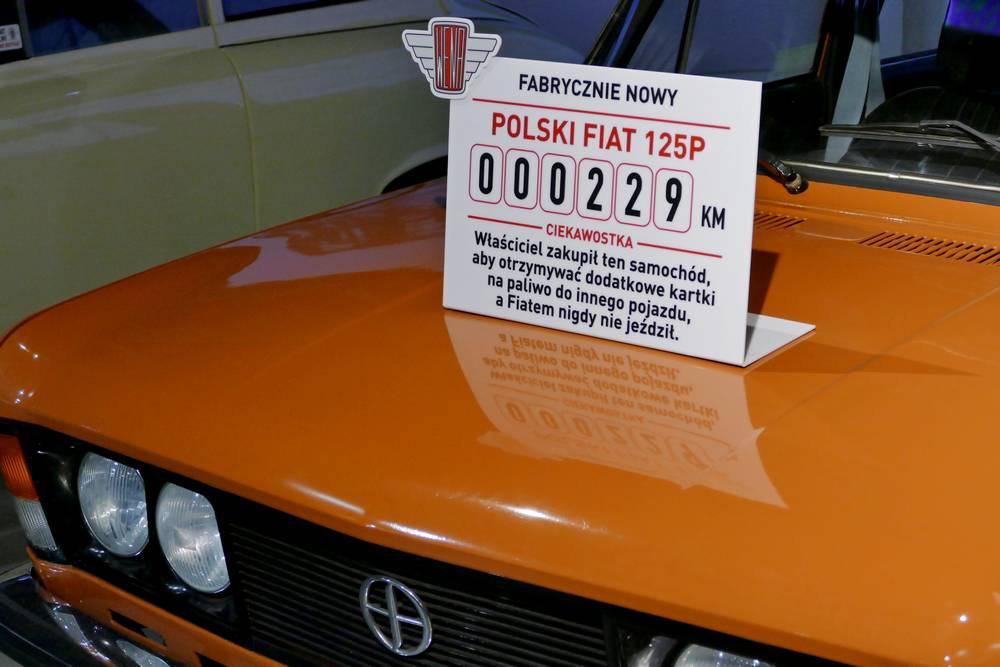 FABRYCZNIE NOWY
POLSKI FIAT 125P
000229 KM
CIEKAWOSTKA
Właściciel zakupił ten samochód,
aby otrzymywać dodatkowe kartki
na paliwo do innego pojazdu,
a Fiatem nigdy nie jeździł.